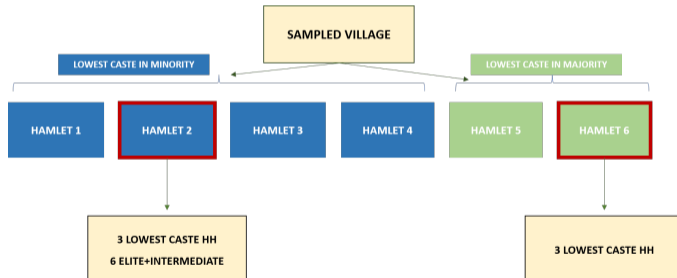 SAMPLED VILLAGE
LOWEST CASTE IN MINORITY
LOWEST CASTE IN MAJORITY
HAMLET 1
HAMLET 2
HAMLET 3
HAMLET 4
HAMLET 5
HAMLET 6
3 LOWEST CASTE HH
6 ELITE+INTERMEDIATE
3 LOWEST CASTE HH